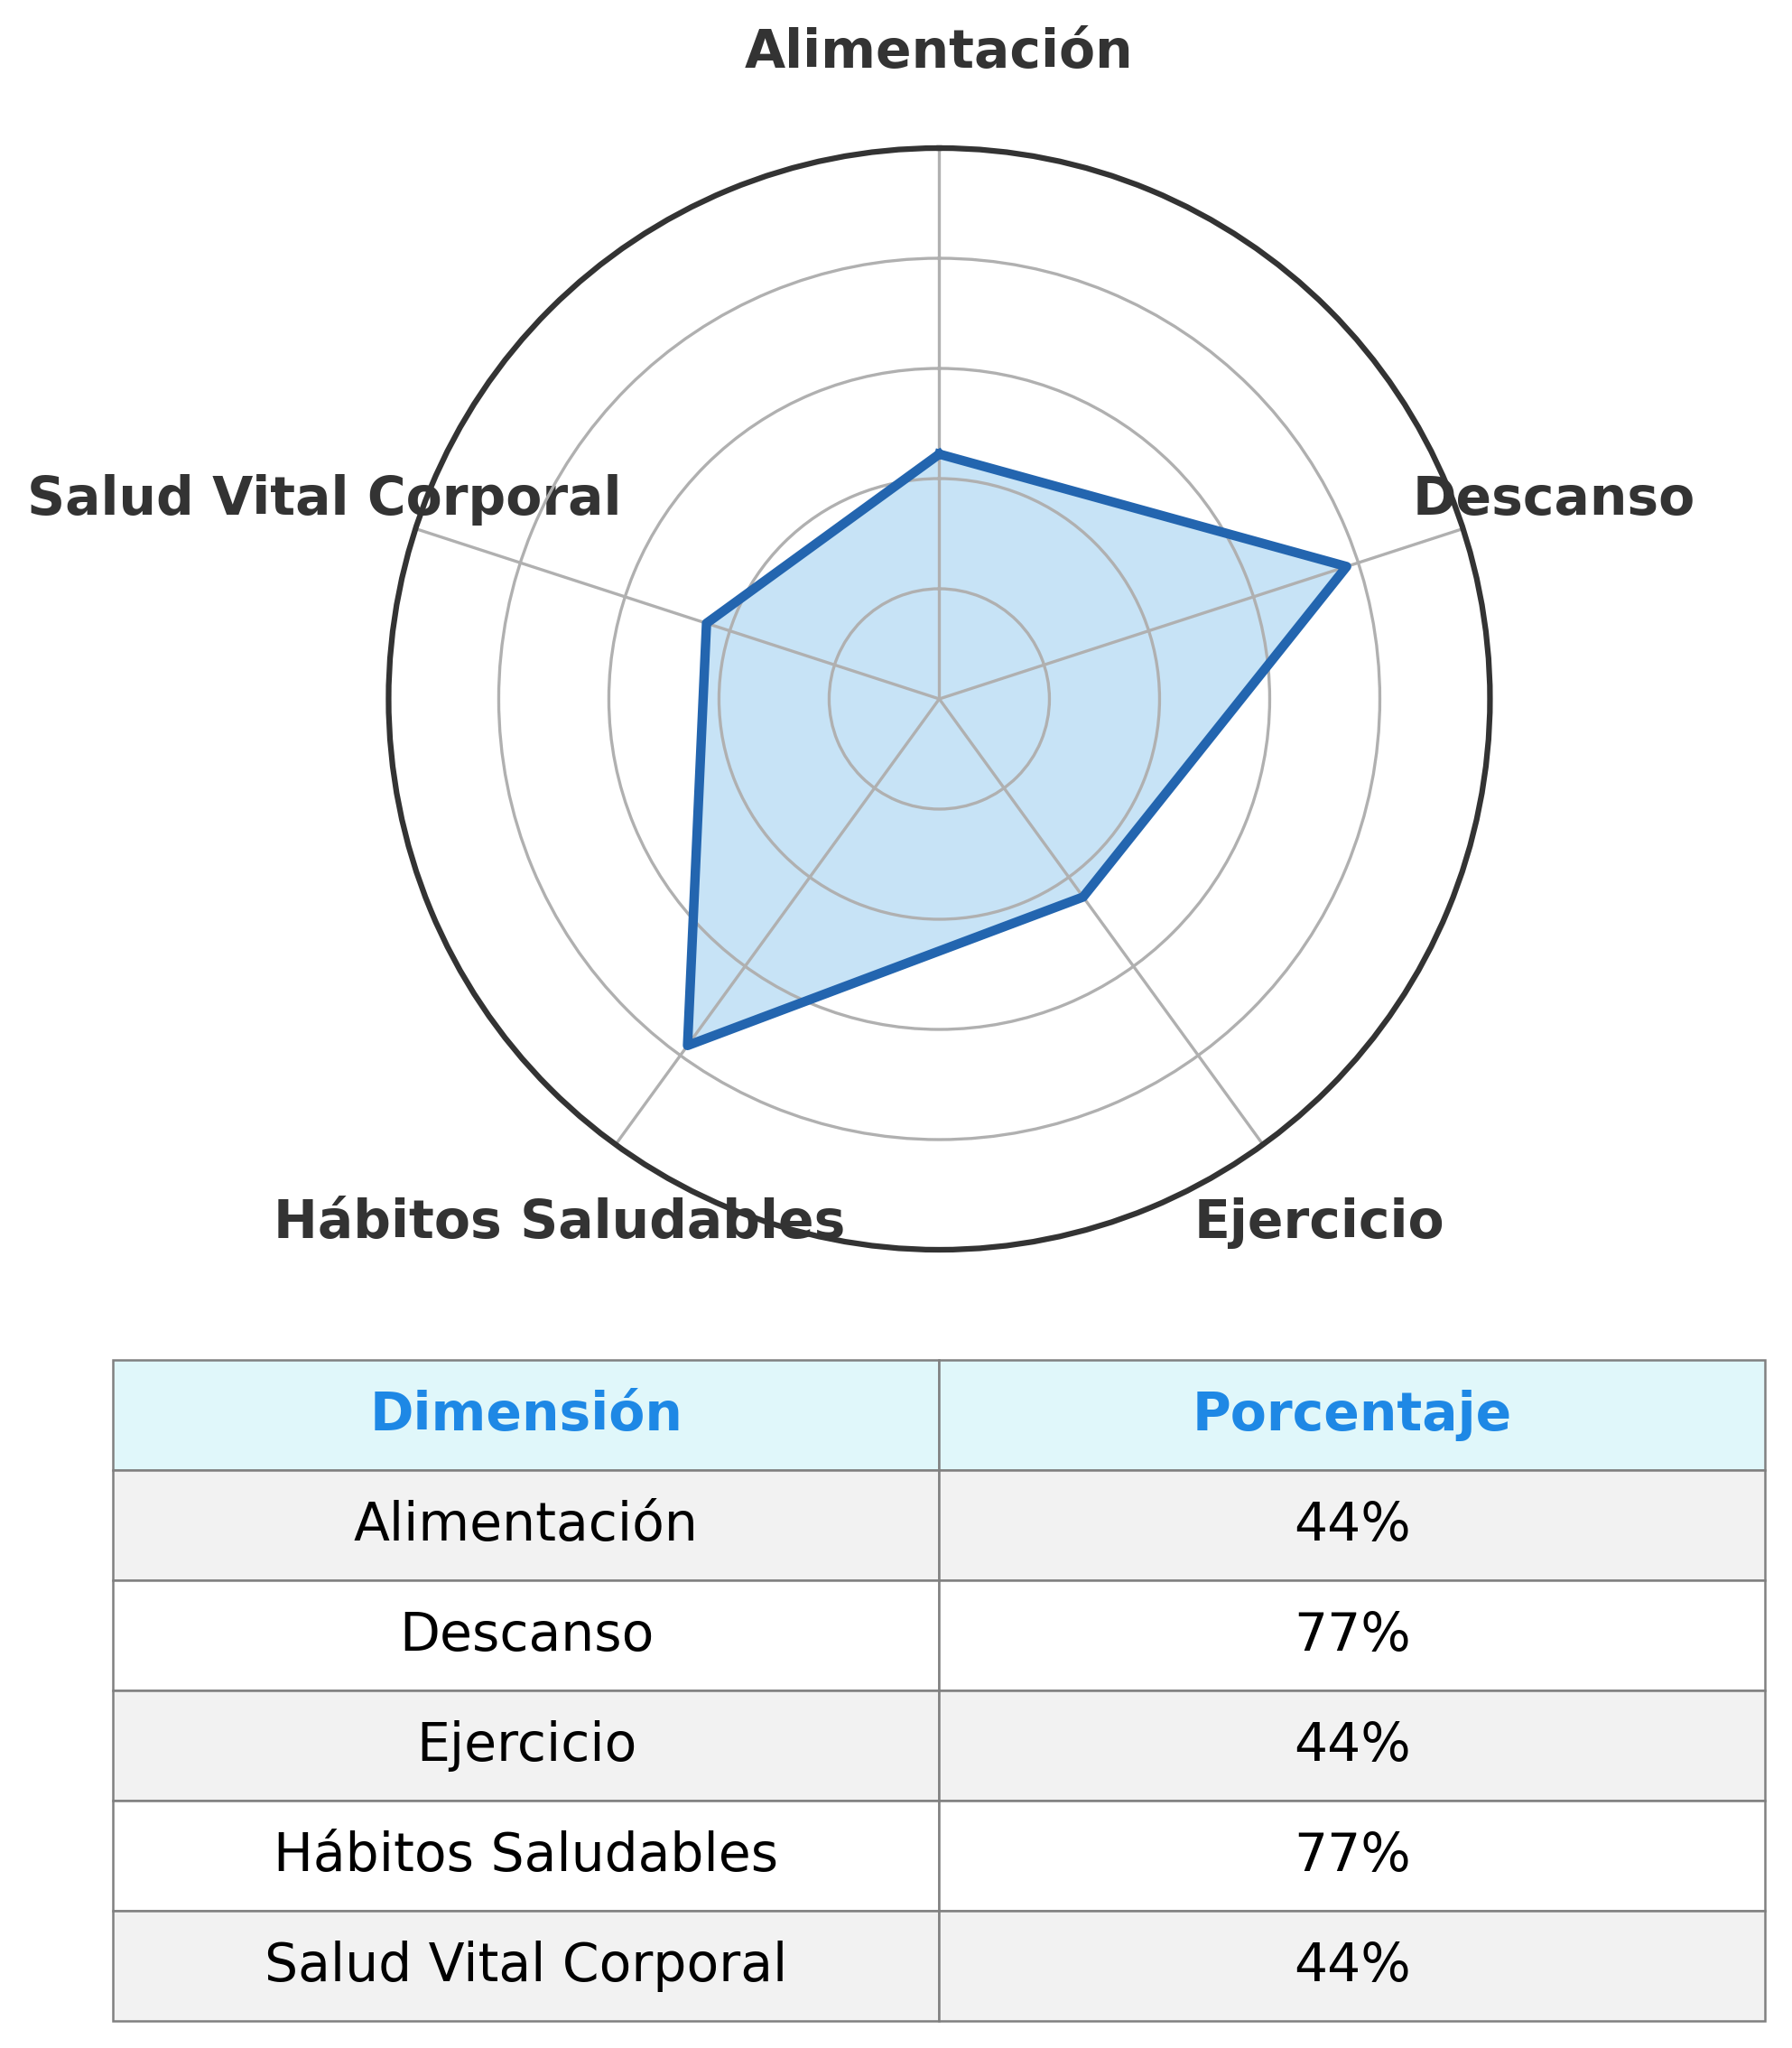 Alimentación
Salud Vital Corporal
Descanso
Hábitos Saludables
Ejercicio
Dimensión Porcentaje
Alimentación 44%
Descanso 77%
Ejercicio 44%
Hábitos Saludables 77%
Salud Vital Corporal 44%